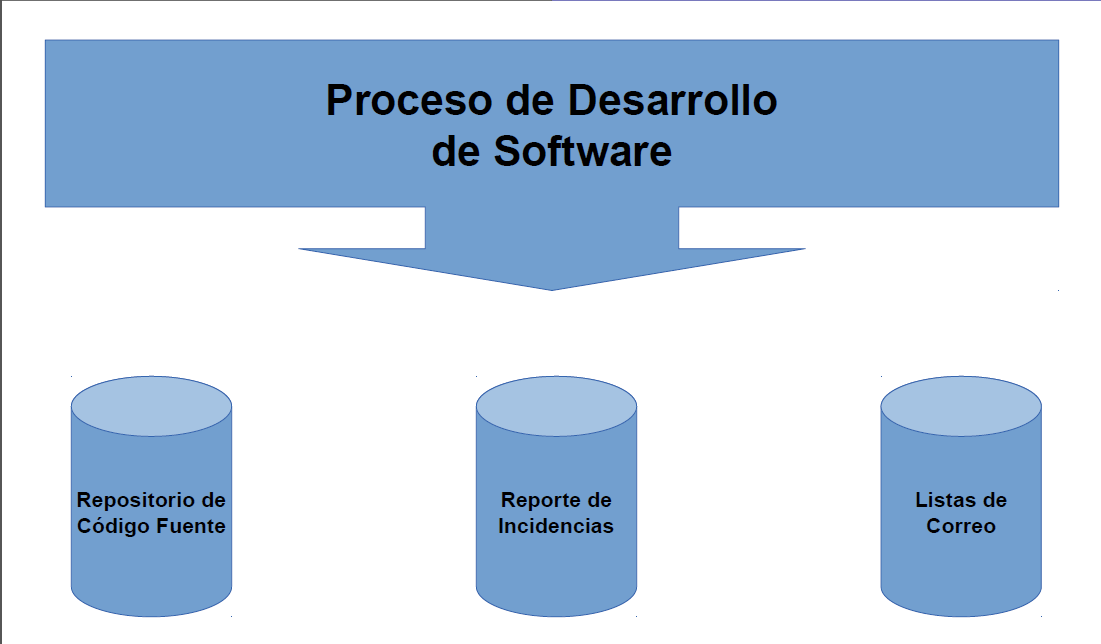 Proceso de Desarrollo
de Software
Repositorio de
Código Fuente
Reporte de
Incidencias
Listas de
Correo